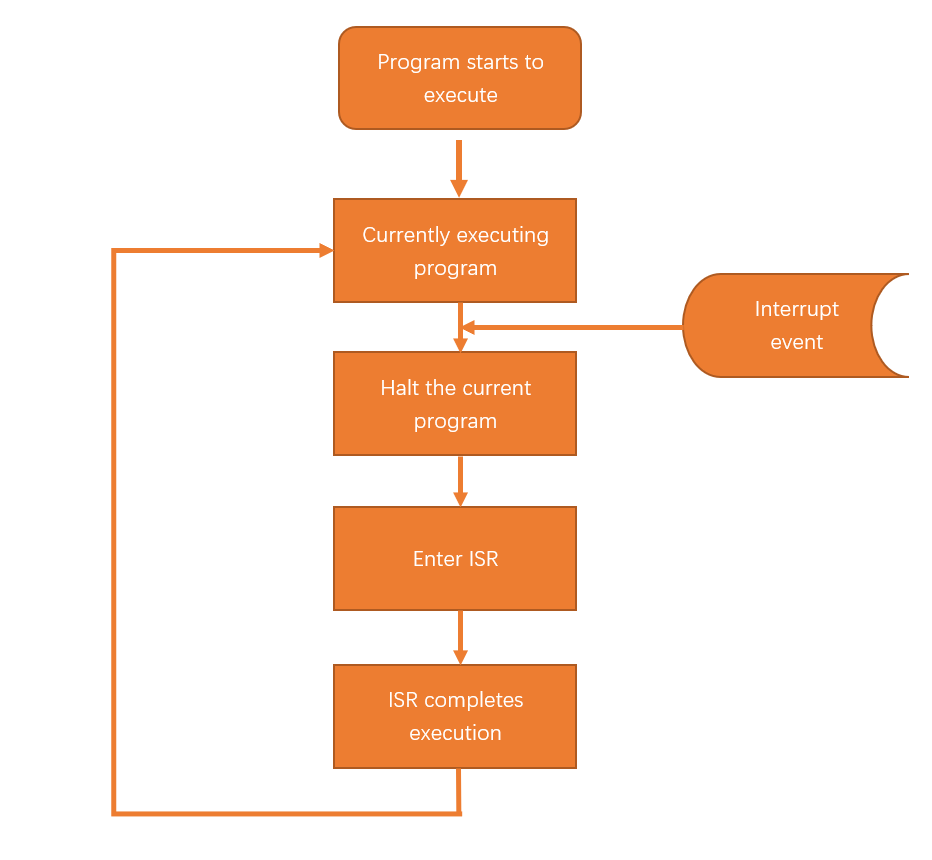 Program starts to
execute
Currently executing
program
Interrupt
event
Halt the current
program
Enter ISR
ISR completes
execution